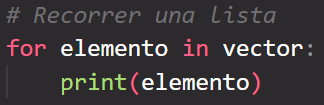 # Recorrer una lista
for elemento in vector:
    print(elemento)